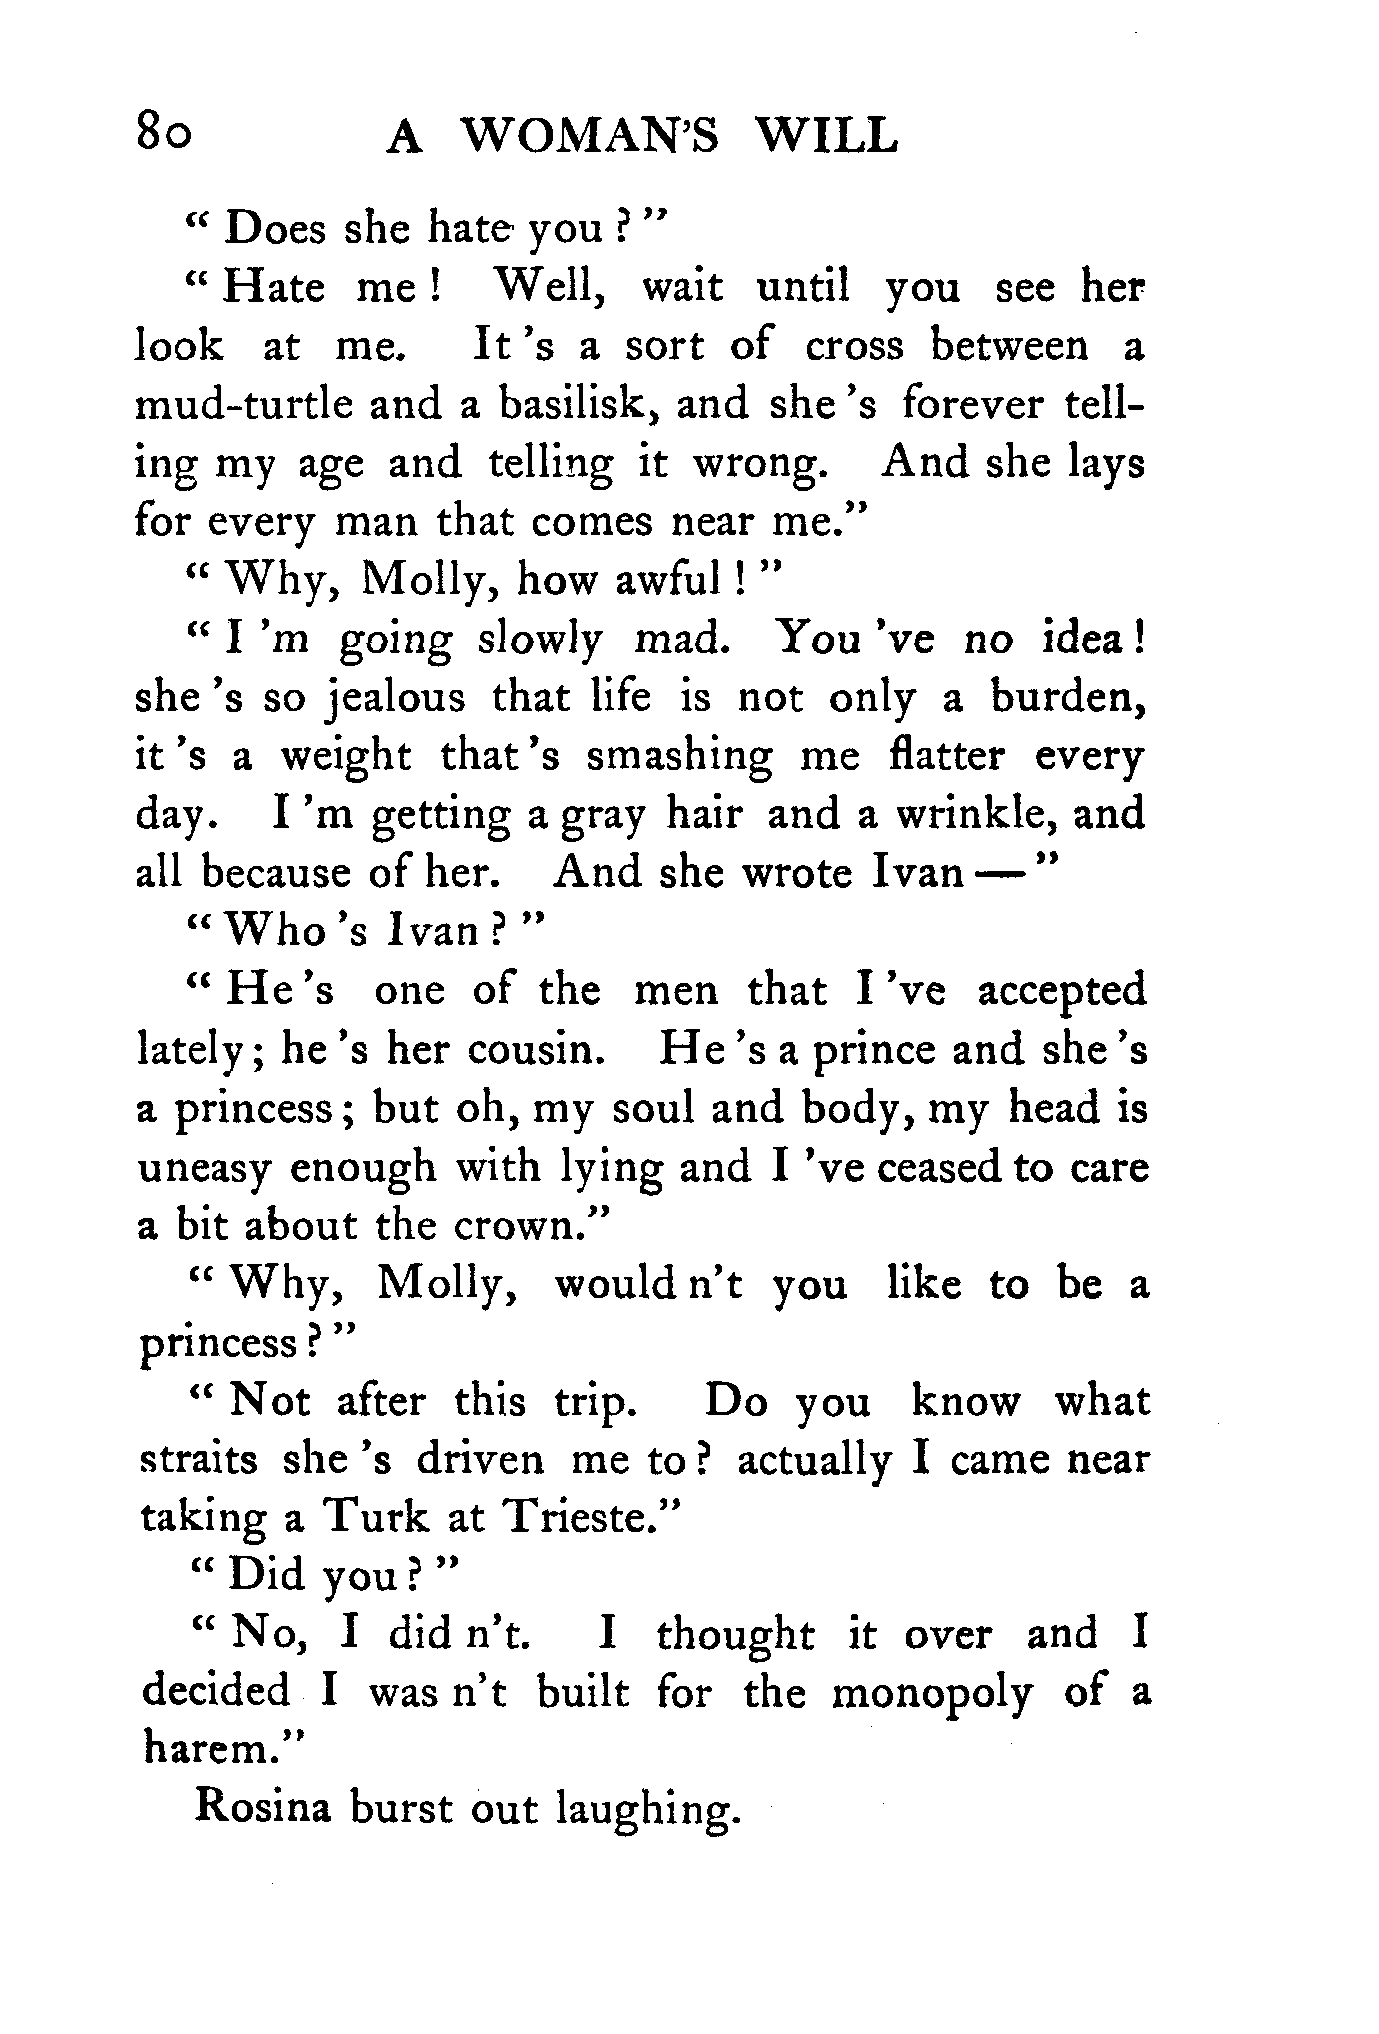 80 A WOMAN'S WILL
“ Does she hate you ? ”
“ Hate me ! Well, wait until you see her
look at me. It ’s a sort of cross between a
mud-turtle and a basilisk, and she ’s forever tell-
ing my age and telling it wrong. And she lays
for every man that comes near me.”
“ Why, Molly, how awful ! ”
“ I ’m going slowly mad. You ’ve no idea !
she ’s so jealous that life is not only a burden,
it ’s a weight that ’s smashing me flatter every
day. I ’m getting a gray hair and a wrinkle, and
all because of her. And she wrote Ivan — ”
“ Who ’s Ivan ? ”
“ He ’s one of the men that I ’ve accepted
lately ; he ’s her cousin. He ’s a prince and she ’s
a princess ; but oh, my soul and body, my head is
uneasy enough with lying and I ’ve ceased to care
a bit about the crown.”
“ Why, Molly, would n’t you like to be a
princess ? ”
“ Not after this trip. Do you know what
straits she ’s driven me to ? actually I came near
taking a Turk at Trieste.”
“ Did you ? ”
“ No, I did n’t. I thought it over and I
decided I was n’t built for the monopoly of a
harem.”
Rosina burst out laughing.